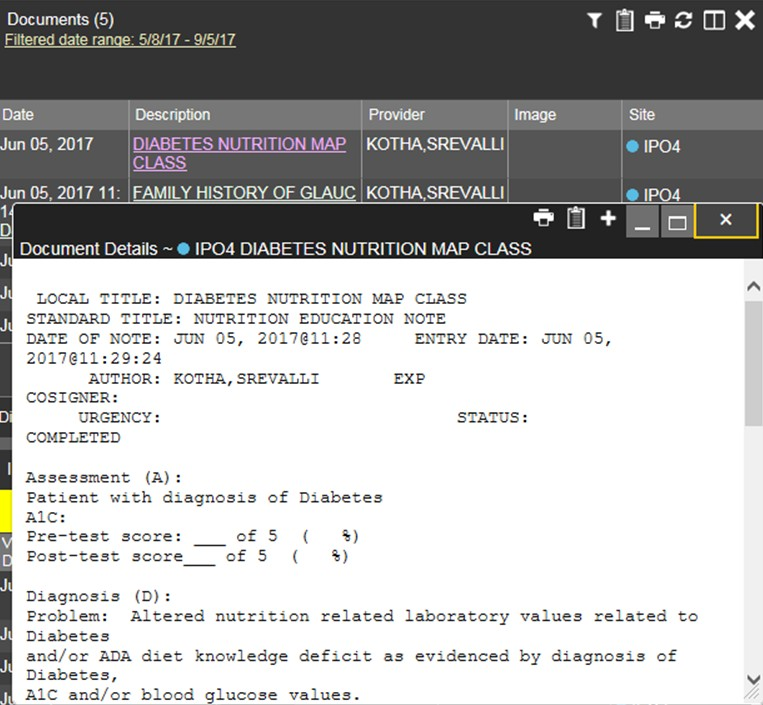 Documents (5)
Filtered date range: 5/8/17 - 9/5/17
Date Description Provider Image Site
Jun 05, 2017 DIABETES NUTRITION MAP CLASS KOTHA,SREVALLI IPO4
Jun 05, 2017 11: FAMILY HISTORY OF GLAUC KOTHA,SREVALLI IPO4
14
D
Document Details ~ IPO4 DIABETES NUTRITION MAP CLASS
LOCAL TITLE: DIABETES NUTRITION MAP CLASS
STANDARD TITLE: NUTRITION EDUCATION NOTE
DATE OF NOTE: JUN 05, 2017@11:28 ENTRY DATE: JUN 05,
2017@11:29:24
AUTHOR: KOTHA,SREVALLI EXP
COSIGNER:
URGENCY: STATUS:
COMPLETED
Assessment (A):
Patient with diagnosis of Diabetes
A1C:
Pre-test score: ___ of 5 ( %)
Post-test score___ of 5 ( %)
Diagnosis (D):
Problem: Altered nutrition related laboratory values related to
Diabetes
and/or ADA diet knowledge deficit as evidenced by diagnosis of
Diabetes,
A1C and/or blood glucose values.